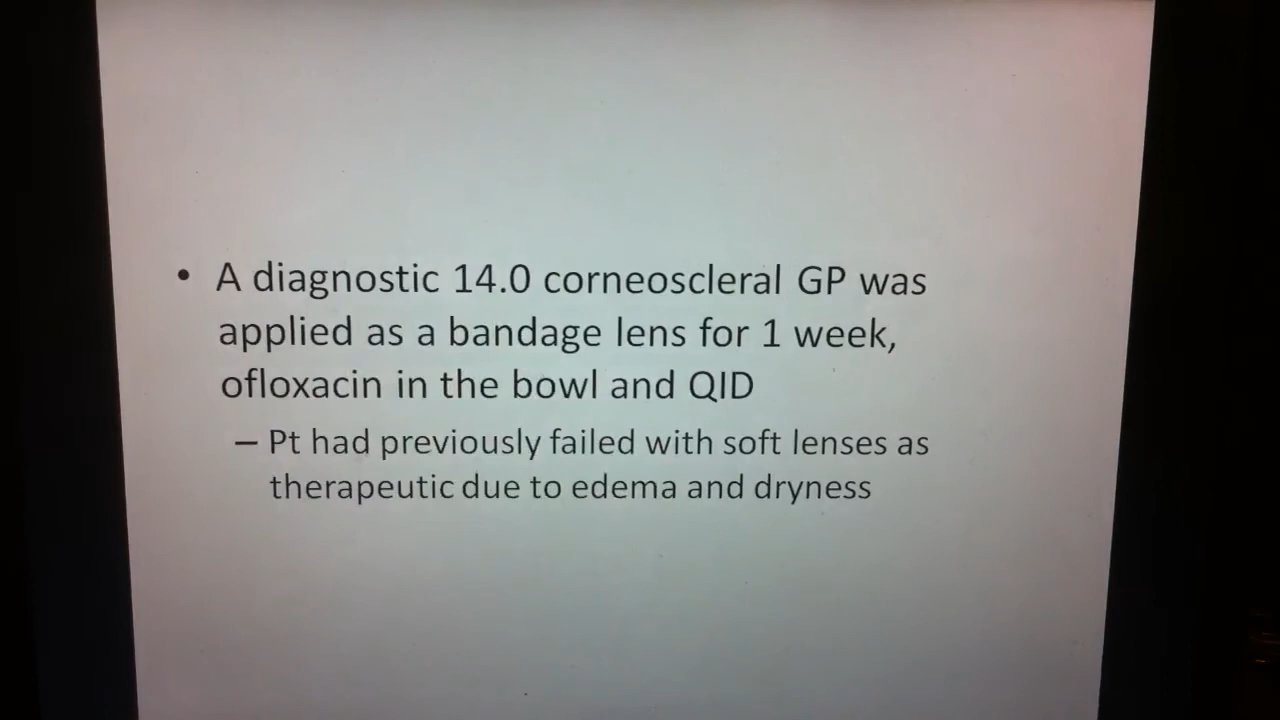 • A diagnostic 14.0 corneoscleral GP was
applied as a bandage lens for 1 week,
ofloxacin in the bowl and QID
– Pt had previously failed with soft lenses as
therapeutic due to edema and dryness